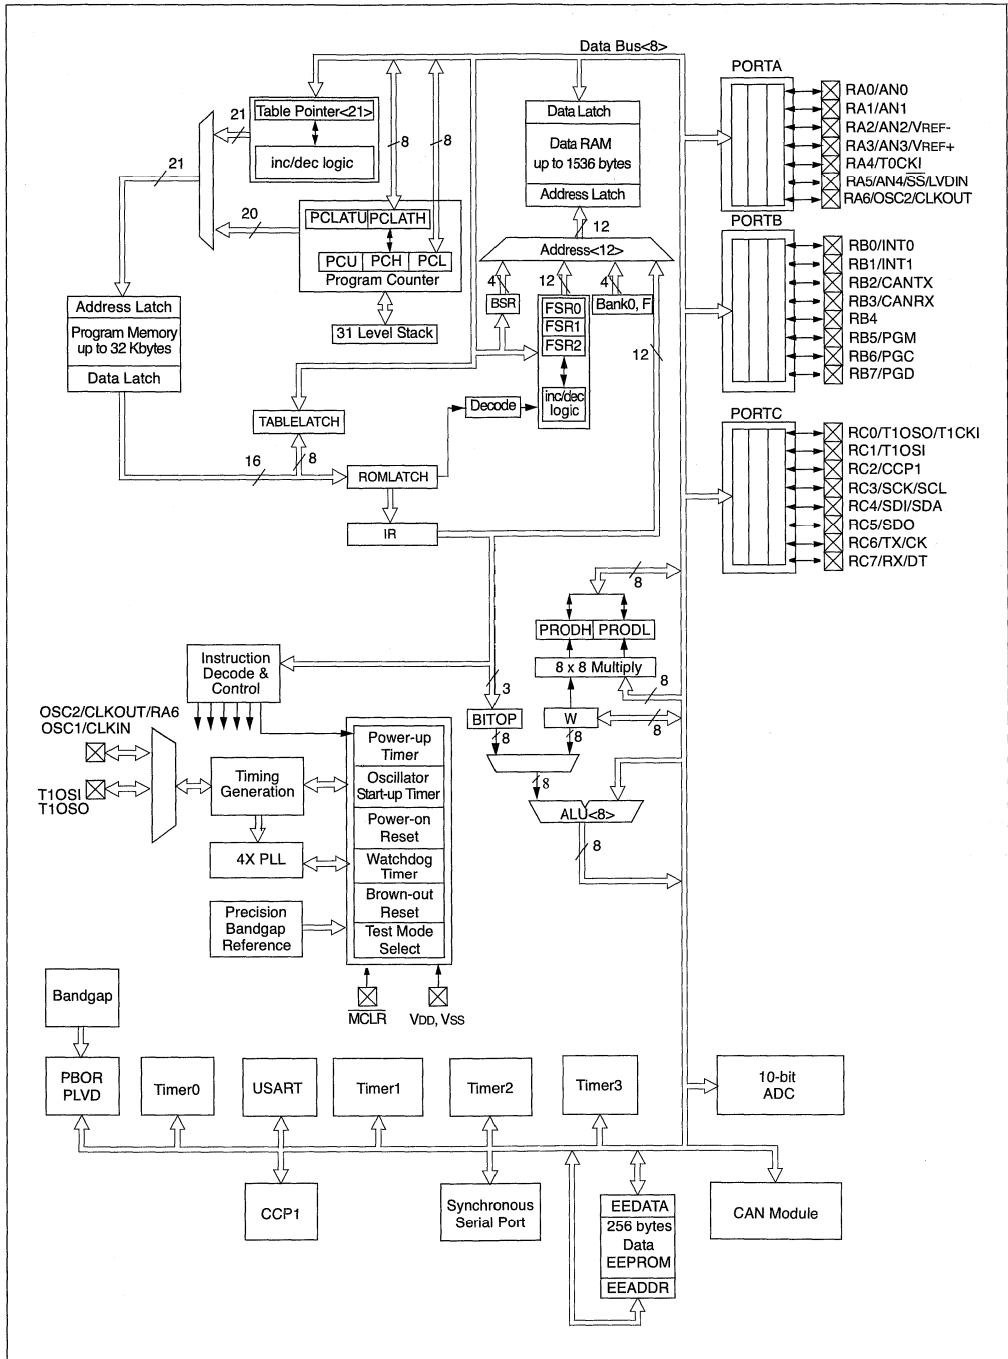 Data Bus<8>
PORTA
RA0/AN0
RA1/AN1
RA2/AN2/VREF-
RA3/AN3/VREF+
RA4/T0CKI
RA5/AN4/SS/LVDIN
RA6/OSC2/CLKOUT
21
Table Pointer<21>
inc/dec logic
8
8
Data Latch
Data RAM
up to 1536 bytes
Address Latch
21
20
PCLATU PCLATH
PCU PCH PCL
Program Counter
31 Level Stack
12
Address<12>
4
12
4
BSR
FSR0
FSR1
FSR2
inc/dec
logic
Bank0, F
12
PORTB
RB0/INT0
RB1/INT1
RB2/CANTX
RB3/CANRX
RB4
RB5/PGM
RB6/PGC
RB7/PGD
Address Latch
Program Memory
up to 32 Kbytes
Data Latch
TABLELATCH
Decode
16
8
ROMLATCH
IR
PORTC
RC0/T1OSO/T1CKI
RC1/T1OSI
RC2/CCP1
RC3/SCK/SCL
RC4/SDI/SDA
RC5/SDO
RC6/TX/CK
RC7/RX/DT
8
PRODH PRODL
8 x 8 Multiply
8
Instruction
Decode &
Control
3
BITOP
W
8
8
8
8
ALU<8>
8
OSC2/CLKOUT/RA6
OSC1/CLKIN
T1OSI
T1OSO
Timing
Generation
4X PLL
Precision
Bandgap
Reference
Power-up
Timer
Oscillator
Start-up Timer
Power-on
Reset
Watchdog
Timer
Brown-out
Reset
Test Mode
Select
MCLR
VDD, VSS
Bandgap
PBOR
PLVD
Timer0
USART
Timer1
Timer2
Timer3
10-bit
ADC
CCP1
Synchronous
Serial Port
EEDATA
256 bytes
Data
EEPROM
EEADDR
CAN Module